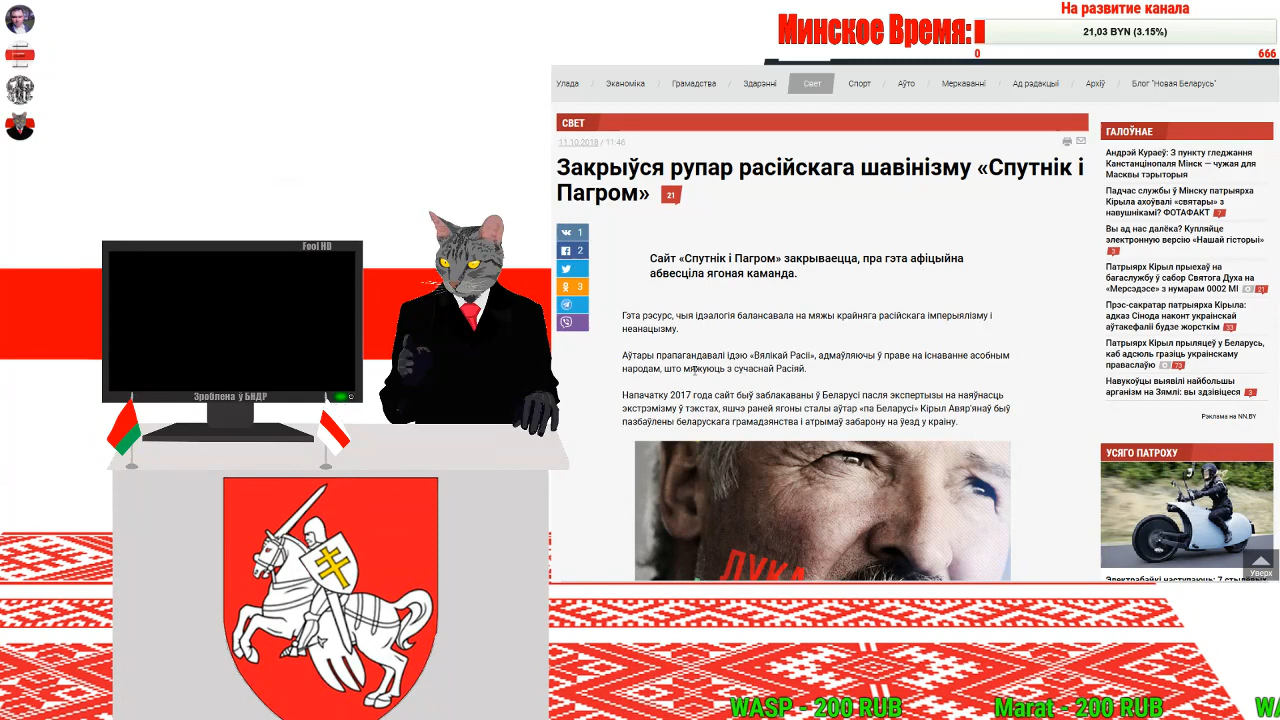 На развитие канала
Минское Время:
21,03 BYN (3.15%)
0
666
Улада / Эканоміка / Грамадства / Здарэнні / Свет / Спорт / Аўто / Меркаванні / Ад рэдакцыі / Архіў / Блог "Новая Беларусь"
СВЕТ
11.10.2018 / 11:46
Закрыўся рупар расійскага шавінізму «Спутнік і
Пагром» 21
1
2
3
Сайт «Спутнік і Пагром» закрываецца, пра гэта афіцыйна
абвесціла ягоная каманда.
Гэта рэсурс, чыя ідэалогія балансавала на мяжы крайняга расійскага імперыялізму і
неанацызму.
Аўтары прапагандавалі ідэю «Вялікай Расіі», адмаўляючы ў праве на існаванне асобным
народам, што мяжуюць з сучаснай Расіяй.
Напачатку 2017 года сайт быў заблакаваны ў Беларусі пасля экспертызы на наяўнасць
экстрэмізму ў тэкстах, яшчэ раней ягоны сталы аўтар «па Беларусі» Кірыл Авяр'янаў быў
пазбаўлены беларускага грамадзянства і атрымаў забарону на ўезд у краіну.
ЛУКА
ГАЛОЎНАЕ
Андрэй Кураеў: З пункту гледжання
Канстанцінопаля Мінск — чужая для
Масквы тэрыторыя
Падчас службы ў Мінску патрыярха
Кірыла ахоўвалі «святары» з
навушнікамі? ФОТАФАКТ 7
Вы ад нас далёка? Купляйце
электронную версію «Нашай гісторыі»
Патрыярх Кірыл прыехаў на
багаслужбу ў сабор Святога Духа на
«Мерсэдэсе» з нумарам 0002 МІ 21
Прэс-сакратар патрыярха Кірыла:
адказ Сінода наконт украінскай
аўтакефаліі будзе жорсткім 33
Патрыярх Кірыл прыляцеў у Беларусь,
каб адсюль гразіць украінскаму
праваслаўю 73
Навукоўцы выявілі найбольшы
арганізм на Зямлі: вы здзівіцеся 3
Рэклама на NN.BY
УСЯГО ПАТРОХУ
Уверх
Электрабайкі наступаюць: 7 стылёвых
Fool HD
Зроблена ў БНДР
WASP - 200 RUB
Marat - 200 RUB
WA